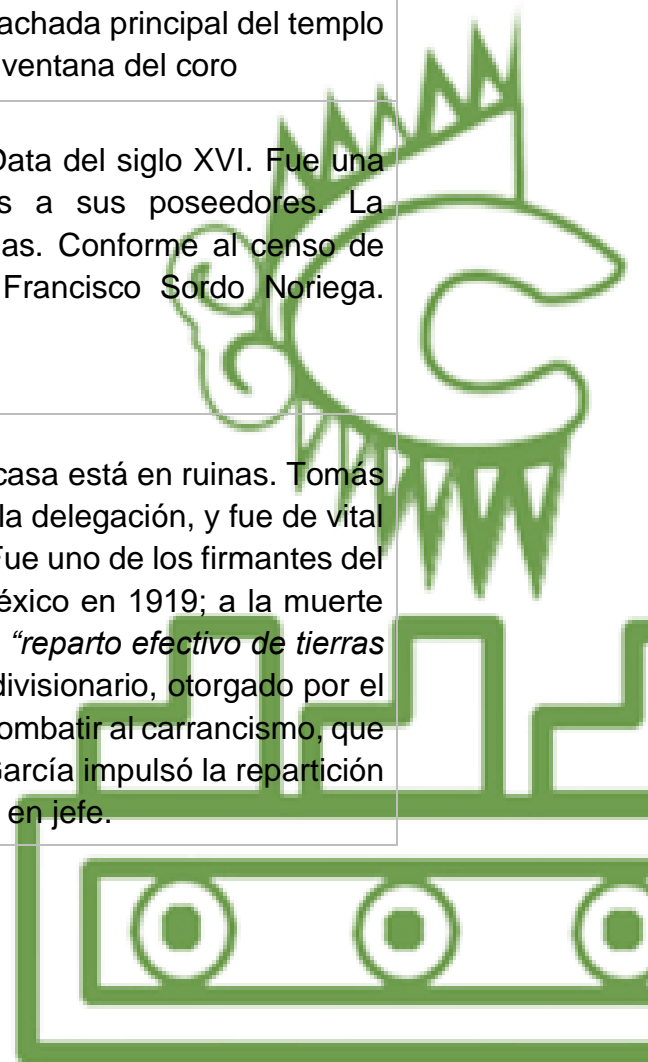 achada principal del templo
ventana del coro
Data del siglo XVI. Fue una
s a sus poseedores. La
as. Conforme al censo de
Francisco Sordo Noriega.
casa está en ruinas. Tomás
la delegación, y fue de vital
Fue uno de los firmantes del
éxico en 1919; a la muerte
“reparto efectivo de tierras
divisionario, otorgado por el
ombatir al carrancismo, que
García impulsó la repartición
en jefe.